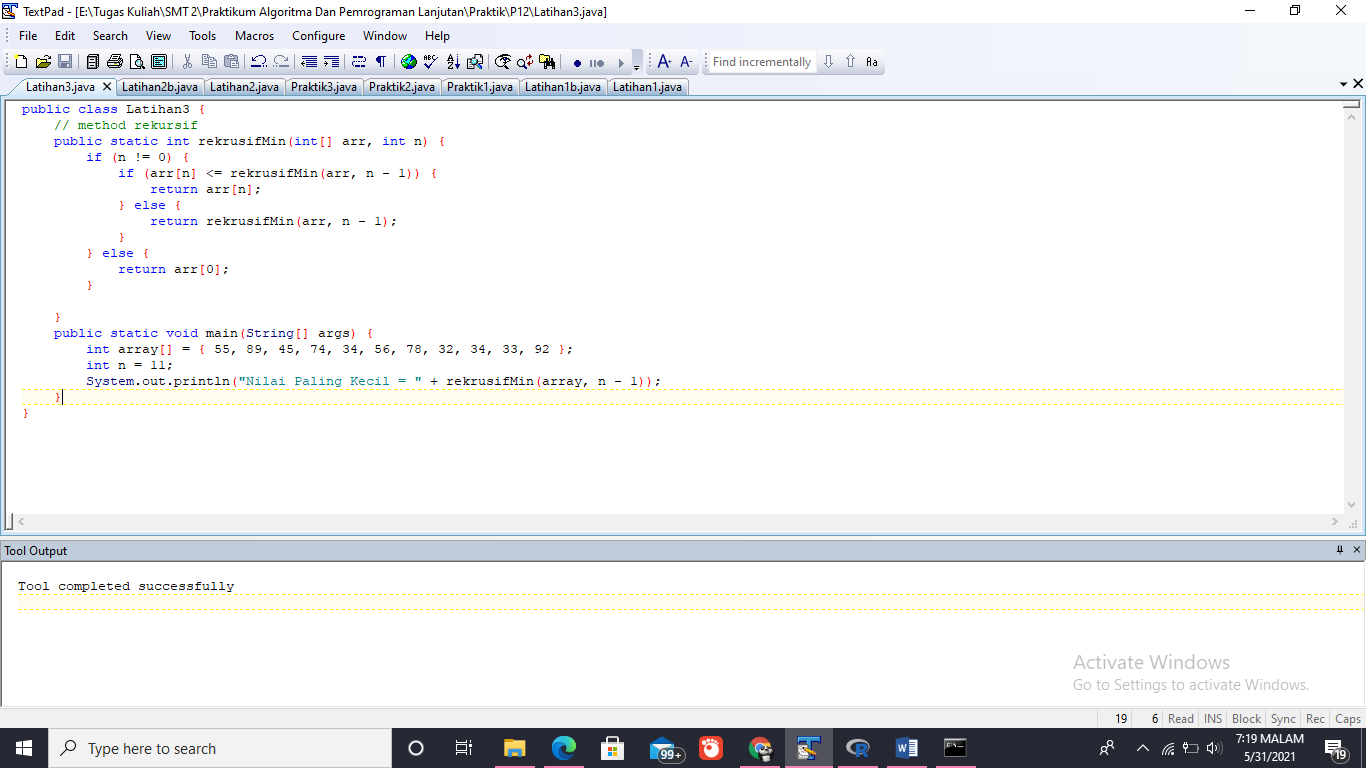 TextPad - [E:\Tugas Kuliah\SMT 2\Praktikum Algoritma Dan Pemrograman Lanjutan\Praktik\P12\Latihan3.java]
File Edit Search View Tools Macros Configure Window Help
Find incrementally
Latihan3.java Latihan2b.java Latihan2.java Praktik3.java Praktik2.java Praktik1.java Latihan1b.java Latihan1.java
public class Latihan3 {
// method rekursif
public static int rekrusifMin(int[] arr, int n) {
if (n != 0) {
if (arr[n] <= rekrusifMin(arr, n - 1)) {
return arr[n];
} else {
return rekrusifMin(arr, n - 1);
}
} else {
return arr[0];
}
}
public static void main(String[] args) {
int array[] = { 55, 89, 45, 74, 34, 56, 78, 32, 34, 33, 92 };
int n = 11;
System.out.println("Nilai Paling Kecil = " + rekrusifMin(array, n - 1));
}
}
Tool Output
Tool completed successfully
Activate Windows
Go to Settings to activate Windows.
19 6 Read INS Block Sync Rec Caps
Type here to search
99+
7:19 MALAM
5/31/2021
19